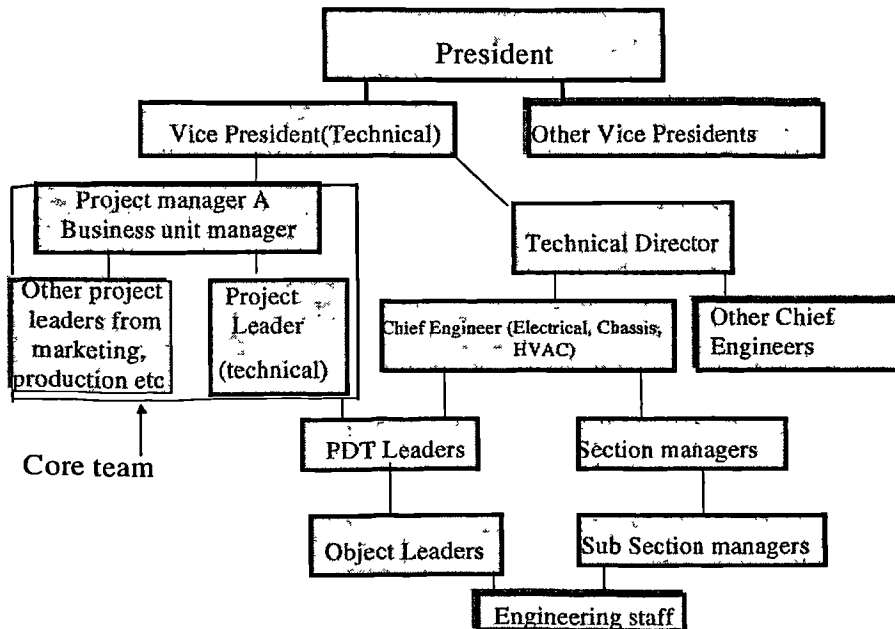 President
Vice President(Technical)
Other Vice Presidents
Project manager A
Business unit manager
Technical Director
Other project
leaders from
marketing,
production etc
Project
Leader
(technical)
Chief Engineer (Electrical, Chassis,
HVAC)
Other Chief
Engineers
Core team
PDT Leaders
Section managers
Object Leaders
Sub Section managers
Engineering staff